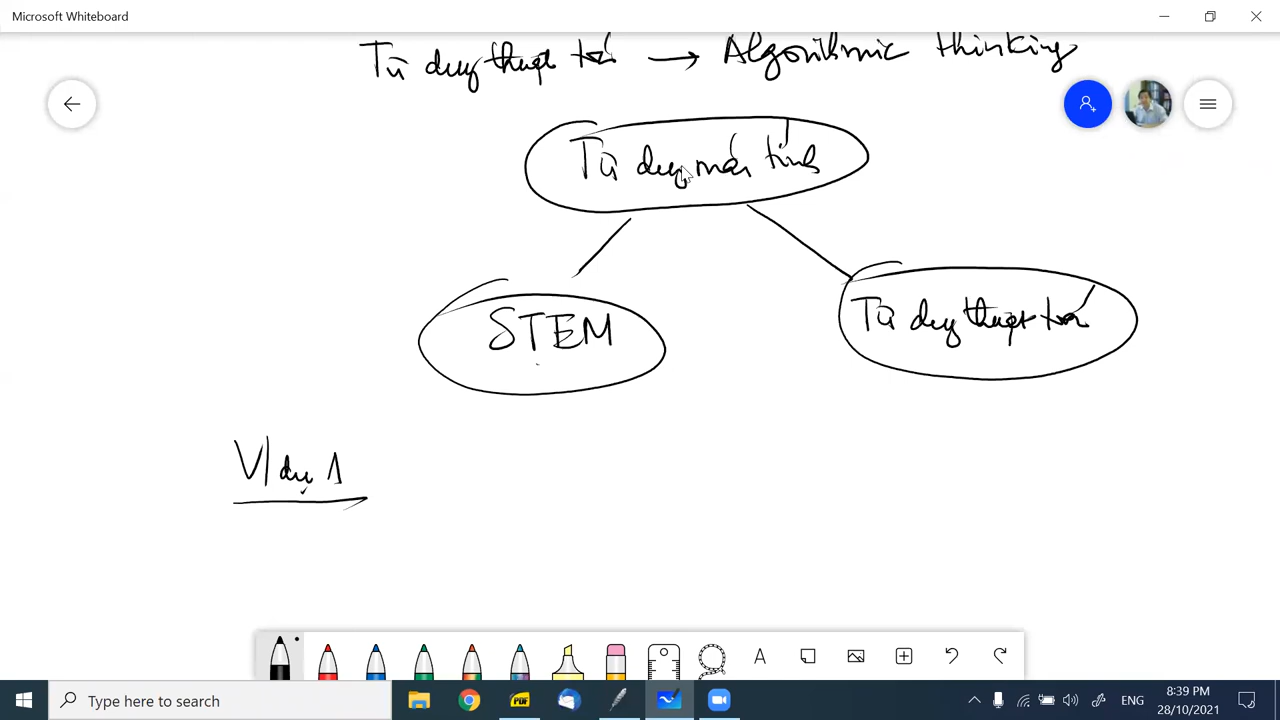 Microsoft Whiteboard
Tư duy thuật toán → Algorithmic thinking
Tư duy máy tính
STEM
Tư duy thuật toán
Ví dụ 1
A
Type here to search
PDF
ENG
8:39 PM
28/10/2021